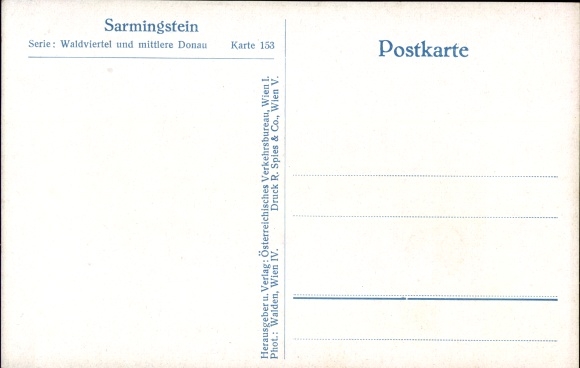 Sarmingstein
Serie: Waldviertel und mittlere Donau Karte 153
Postkarte
Herausgeber u. Verlag: Österreichisches Verkehrsbureau, Wien I.
Phot.: Walden, Wien IV. Druck R. Spies & Co., Wien V.